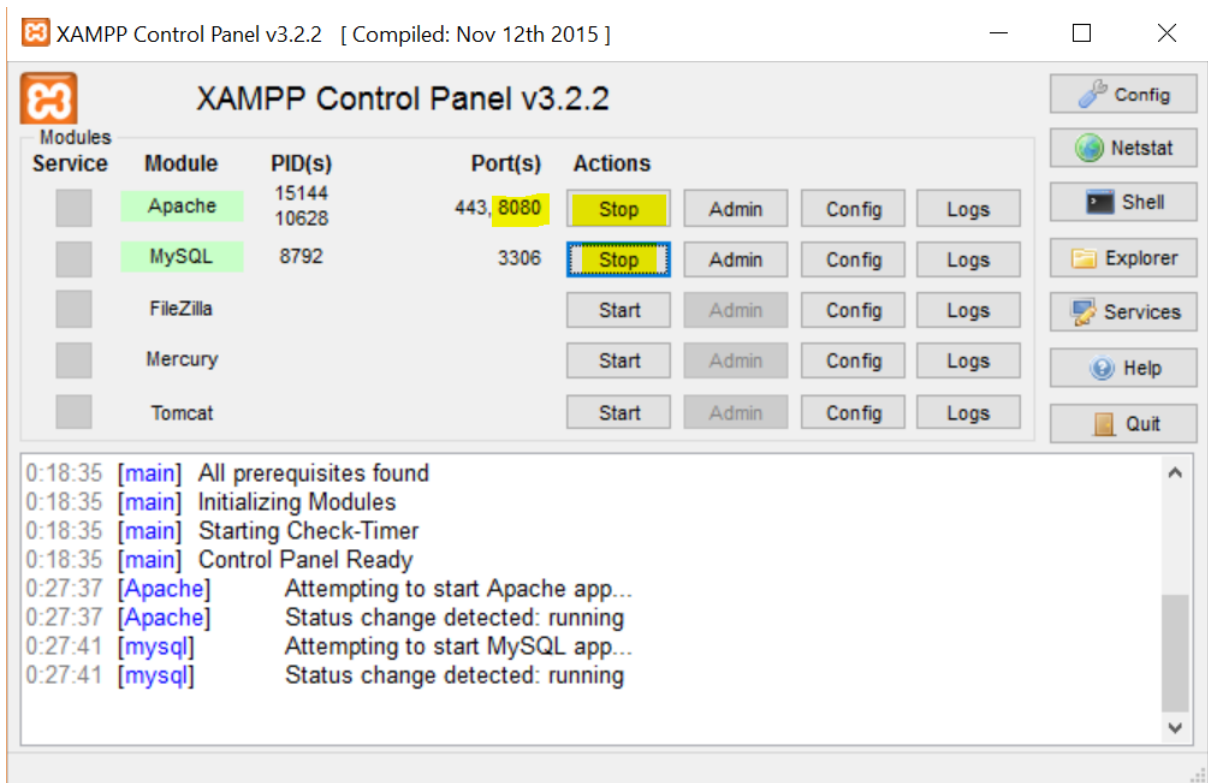 XAMPP Control Panel v3.2.2 [ Compiled: Nov 12th 2015 ]
XAMPP Control Panel v3.2.2
Config
Modules
Service Module PID(s) Port(s) Actions
Netstat
Apache 15144 10628 443, 8080 Stop Admin Config Logs
Shell
MySQL 8792 3306 Stop Admin Config Logs
Explorer
FileZilla Start Admin Config Logs
Services
Mercury Start Admin Config Logs
Help
Tomcat Start Admin Config Logs
Quit
0:18:35 [main] All prerequisites found
0:18:35 [main] Initializing Modules
0:18:35 [main] Starting Check-Timer
0:18:35 [main] Control Panel Ready
0:27:37 [Apache] Attempting to start Apache app...
0:27:37 [Apache] Status change detected: running
0:27:41 [mysql] Attempting to start MySQL app...
0:27:41 [mysql] Status change detected: running